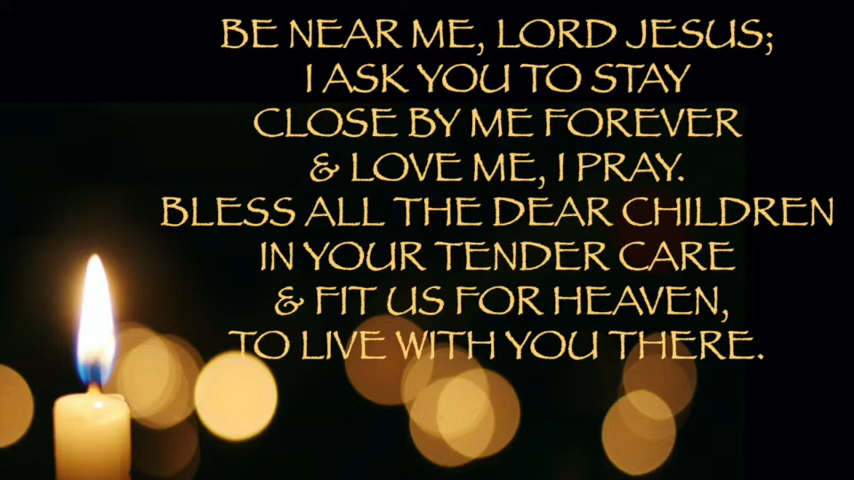 BE NEAR ME, LORD JESUS;
I ASK YOU TO STAY
CLOSE BY ME FOREVER
& LOVE ME, I PRAY.
BLESS ALL THE DEAR CHILDREN
IN YOUR TENDER CARE
& FIT US FOR HEAVEN,
TO LIVE WITH YOU THERE.